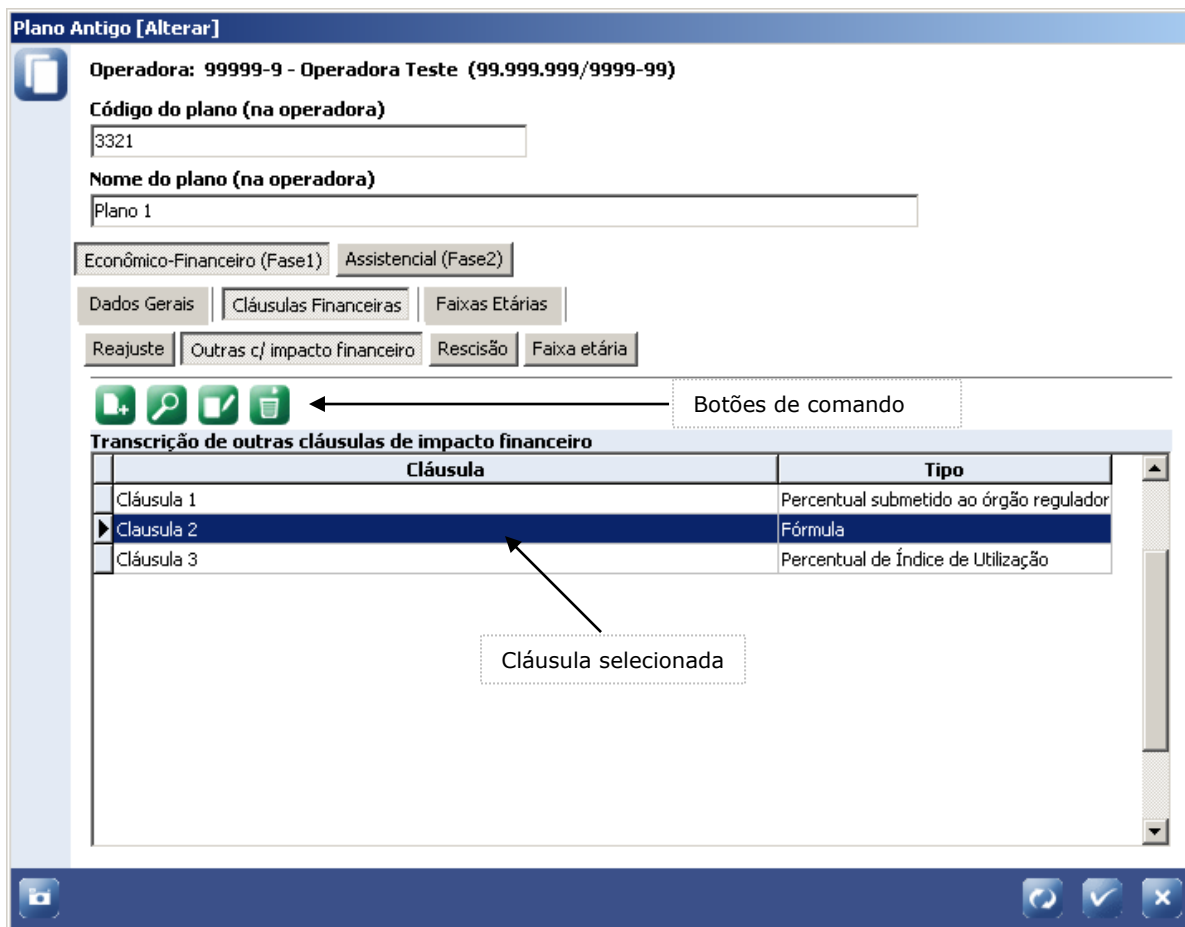 Plano Antigo [Alterar]
Operadora: 99999-9 - Operadora Teste (99.999.999/9999-99)
Código do plano (na operadora)
3321
Nome do plano (na operadora)
Plano 1
Econômico-Financeiro (Fase1) Assistencial (Fase2)
Dados Gerais Cláusulas Financeiras Faixas Etárias
Reajuste Outras c/ impacto financeiro Rescisão Faixa etária
Botões de comando
Transcrição de outras cláusulas de impacto financeiro
Cláusula Tipo
Cláusula 1 Percentual submetido ao órgão regulador
Clausula 2 Fórmula
Cláusula 3 Percentual de Índice de Utilização
Cláusula selecionada